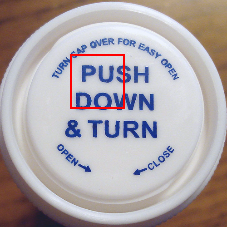 TURN CAP OVER FOR EASY OPEN
PUSH
DOWN
& TURN
OPEN→
←CLOSE